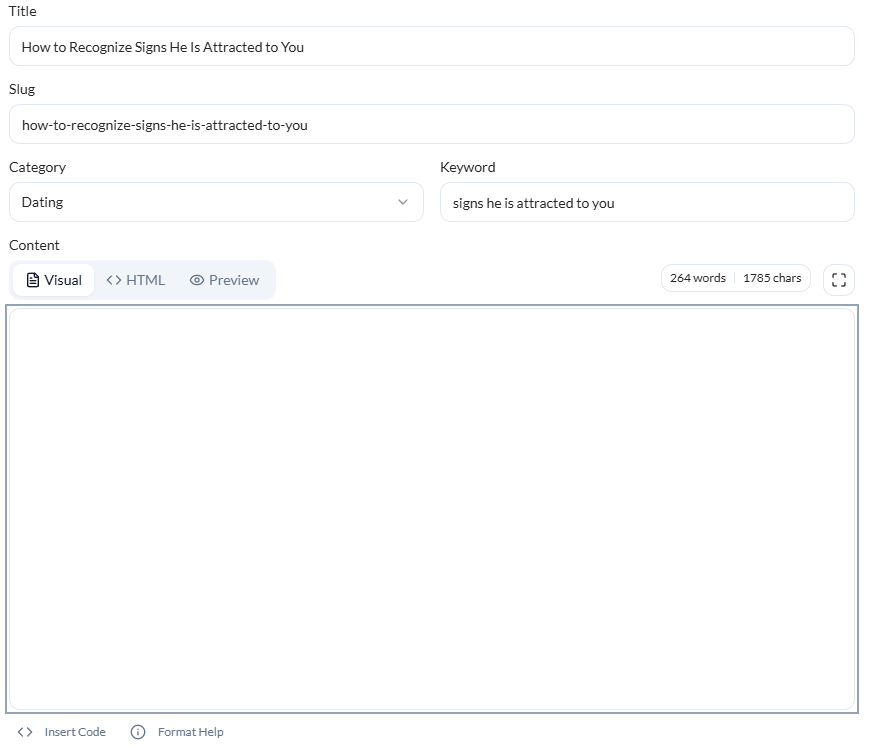 Title
How to Recognize Signs He Is Attracted to You
Slug
how-to-recognize-signs-he-is-attracted-to-you
Category Keyword
Dating signs he is attracted to you
Content
Visual HTML Preview 264 words 1785 chars
Insert Code Format Help